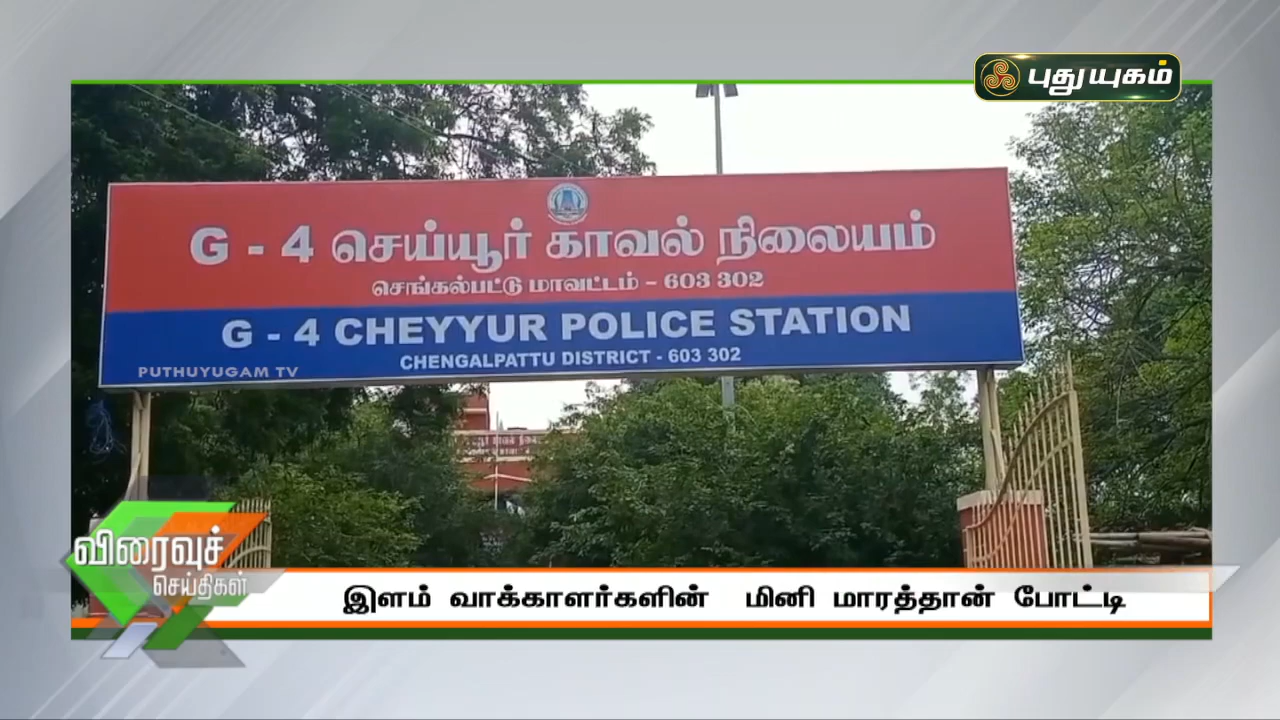 புதுயுகம்
G - 4 செய்யூர் காவல் நிலையம்
செங்கல்பட்டு மாவட்டம் - 603 302
G - 4 CHEYYUR POLICE STATION
CHENGALPATTU DISTRICT - 603 302
PUTHUYUGAM TV
விரைவுச்
செய்திகள்
இளம் வாக்காளர்களின் மினி மாரத்தான் போட்டி